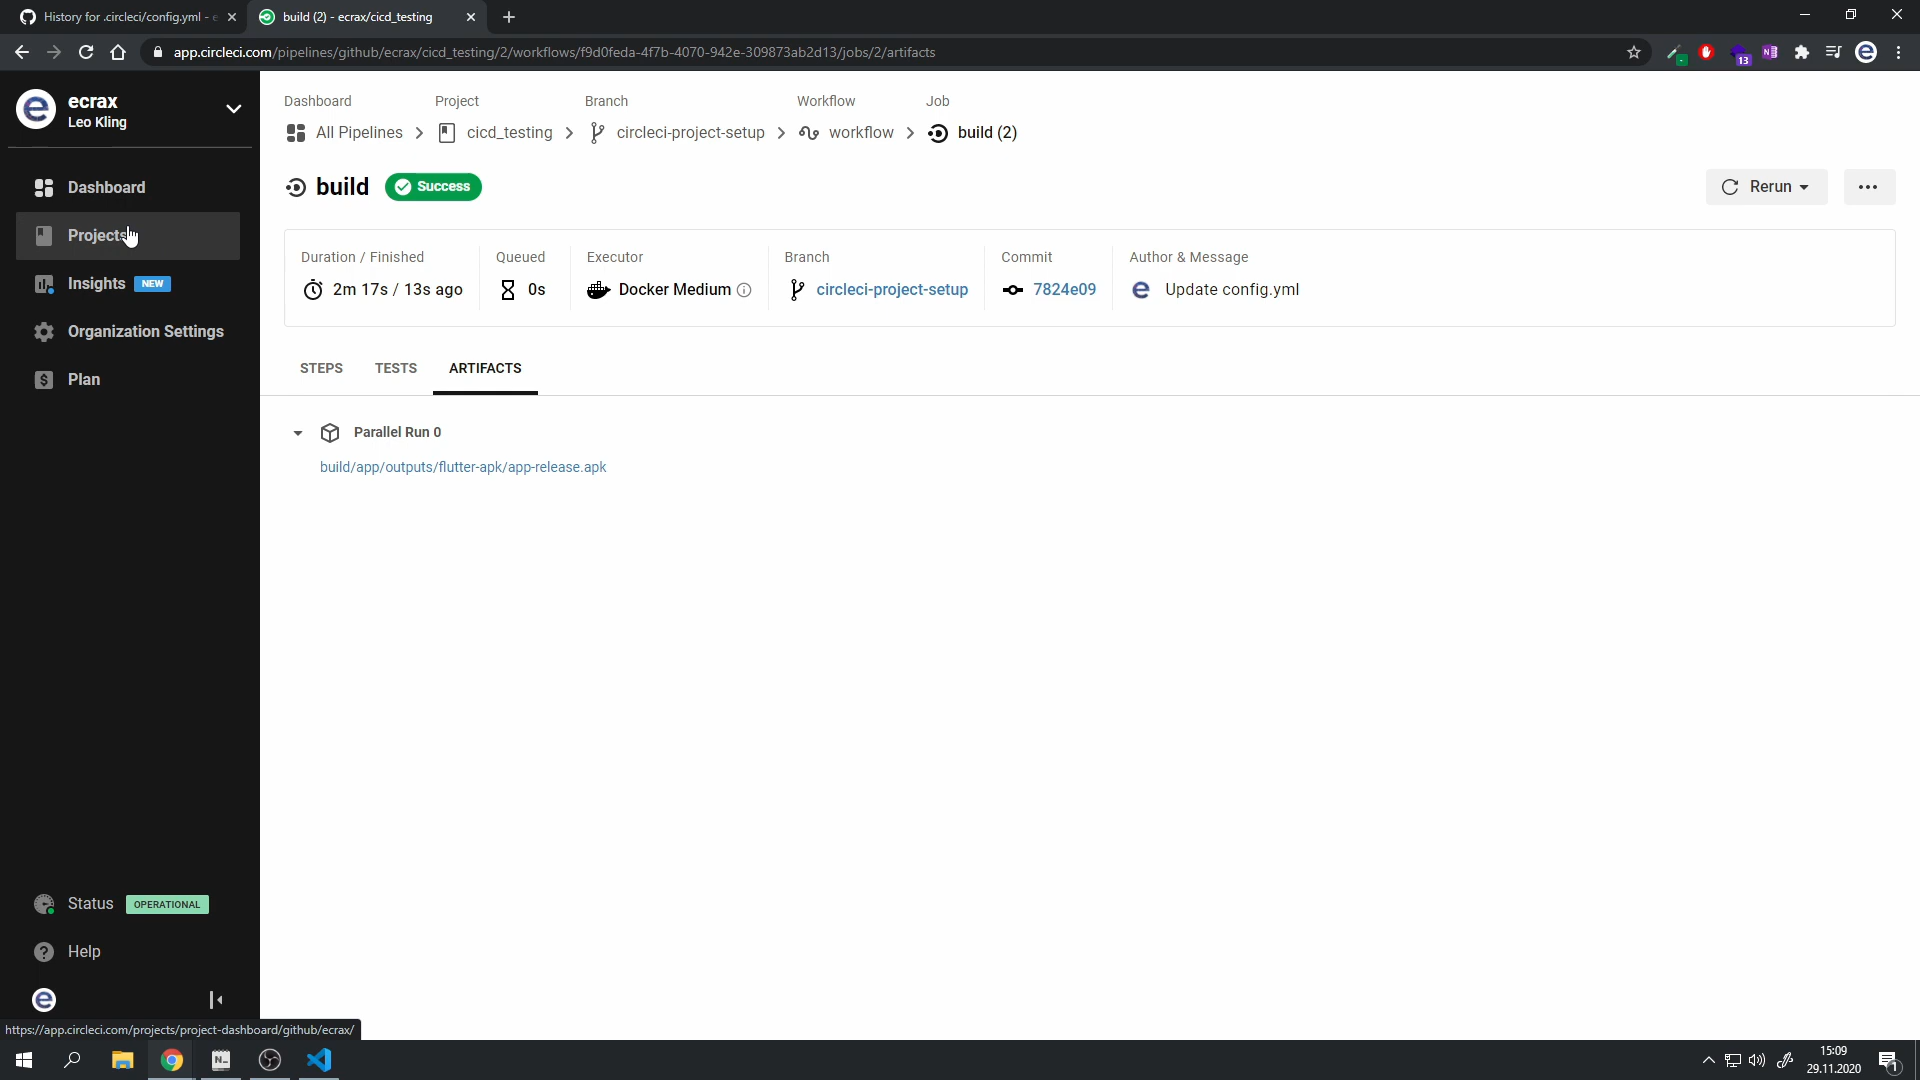 History for .circleci/config.yml - e
build (2) - ecrax/cicd_testing
app.circleci.com/pipelines/github/ecrax/cicd_testing/2/workflows/f9d0feda-4f7b-4070-942e-309873ab2d13/jobs/2/artifacts
13
ecrax
Leo Kling
Dashboard
Projects
Insights NEW
Organization Settings
Plan
Status OPERATIONAL
Help
https://app.circleci.com/projects/project-dashboard/github/ecrax/
Dashboard Project Branch Workflow Job
All Pipelines cicd_testing circleci-project-setup workflow build (2)
build Success
Rerun
Duration / Finished Queued Executor Branch Commit Author & Message
2m 17s / 13s ago 0s Docker Medium circleci-project-setup 7824e09 Update config.yml
STEPS TESTS ARTIFACTS
Parallel Run 0
build/app/outputs/flutter-apk/app-release.apk
15:09
29.11.2020
1